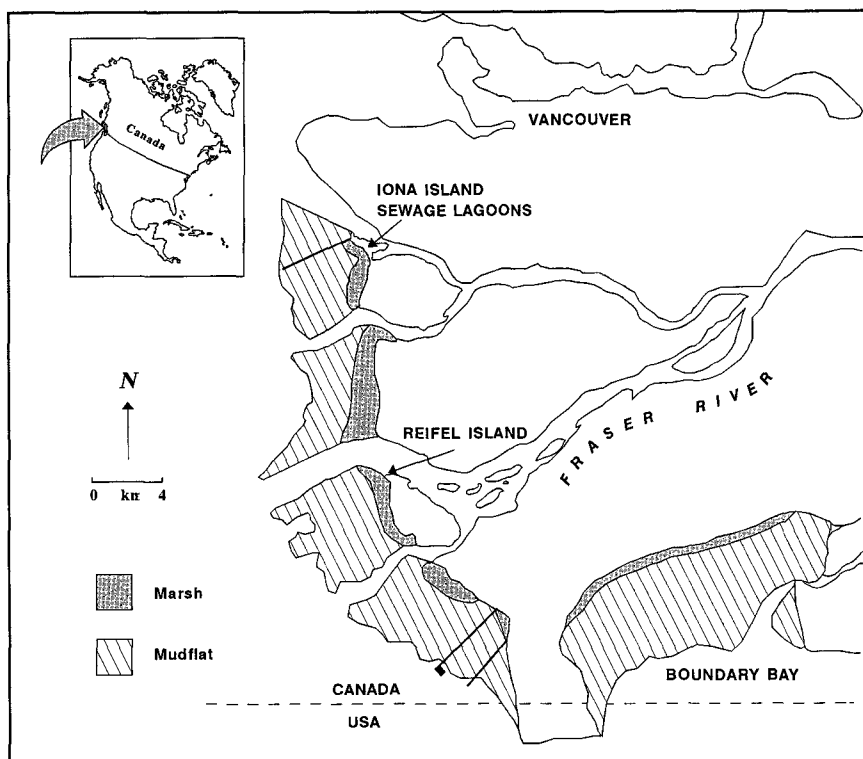 Canada
VANCOUVER
IONA ISLAND
SEWAGE LAGOONS
N
REIFEL ISLAND
FRASER RIVER
0 km 4
Marsh
Mudflat
BOUNDARY BAY
CANADA
USA